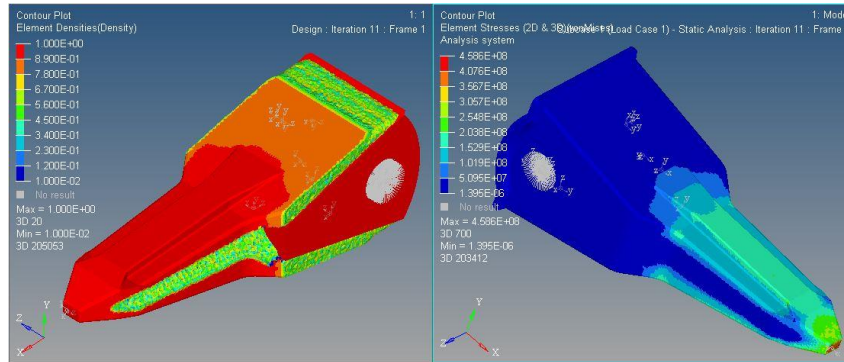 Contour Plot
Element Densities(Density)
1.000E+00
8.900E-01
7.800E-01
6.700E-01
5.600E-01
4.500E-01
3.400E-01
2.300E-01
1.200E-01
1.000E-02
No result
Max = 1.000E+00
3D 20
Min = 1.000E-02
3D 205053
1: 1
Design : Iteration 11 : Frame 1
Z
Y
X
Contour Plot
Element Stresses (2D & 3D)(vonMises)
Analysis system
4.586E+08
4.076E+08
3.567E+08
3.057E+08
2.548E+08
2.038E+08
1.529E+08
1.019E+08
5.095E+07
1.395E-06
No result
Max = 4.586E+08
3D 700
Min = 1.395E-06
3D 203412
1: Mode
(Load Case 1) - Static Analysis : Iteration 11 : Frame
Z
Y
X